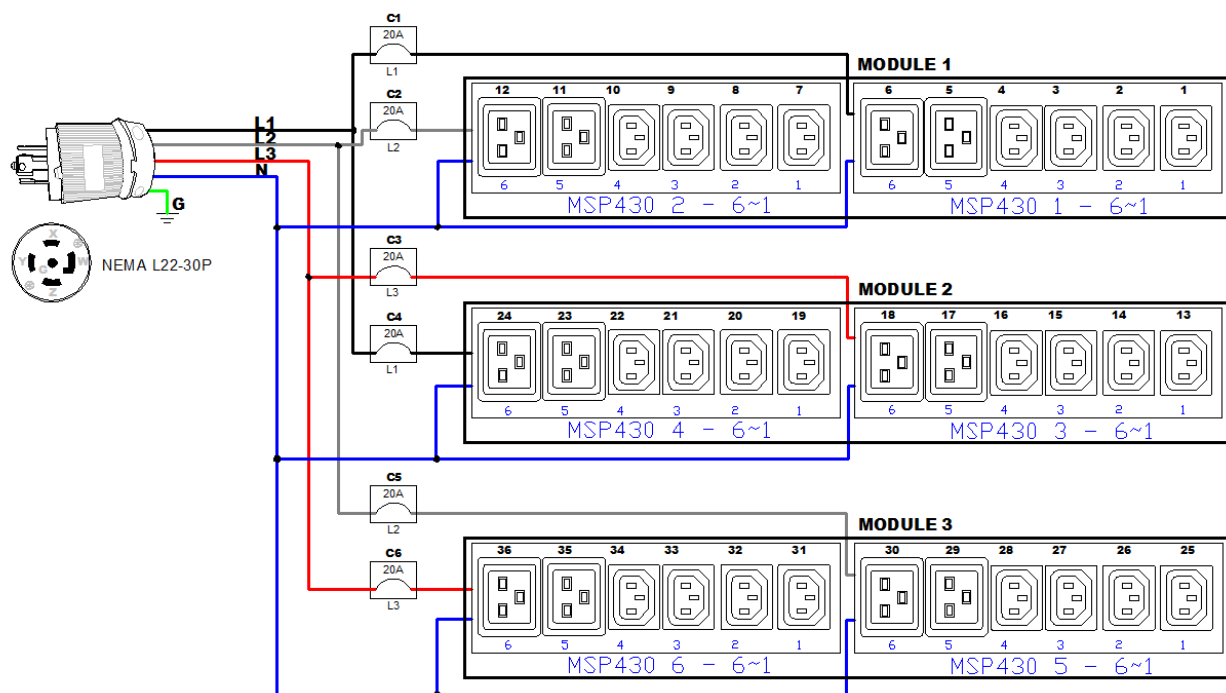 C1
20A
L1
MODULE 1
12 11 10 9 8 7 6 5 4 3 2 1
C2
20A
L2
6 5 4 3 2 1 6 5 4 3 2 1
MSP430 2 - 6~1 MSP430 1 - 6~1
L1
L2
L3
N
G
X
Y
W
G
Z
NEMA L22-30P
C3
20A
L3
MODULE 2
24 23 22 21 20 19 18 17 16 15 14 13
C4
20A
L1
6 5 4 3 2 1 6 5 4 3 2 1
MSP430 4 - 6~1 MSP430 3 - 6~1
C5
20A
L2
MODULE 3
36 35 34 33 32 31 30 29 28 27 26 25
C6
20A
L3
6 5 4 3 2 1 6 5 4 3 2 1
MSP430 6 - 6~1 MSP430 5 - 6~1